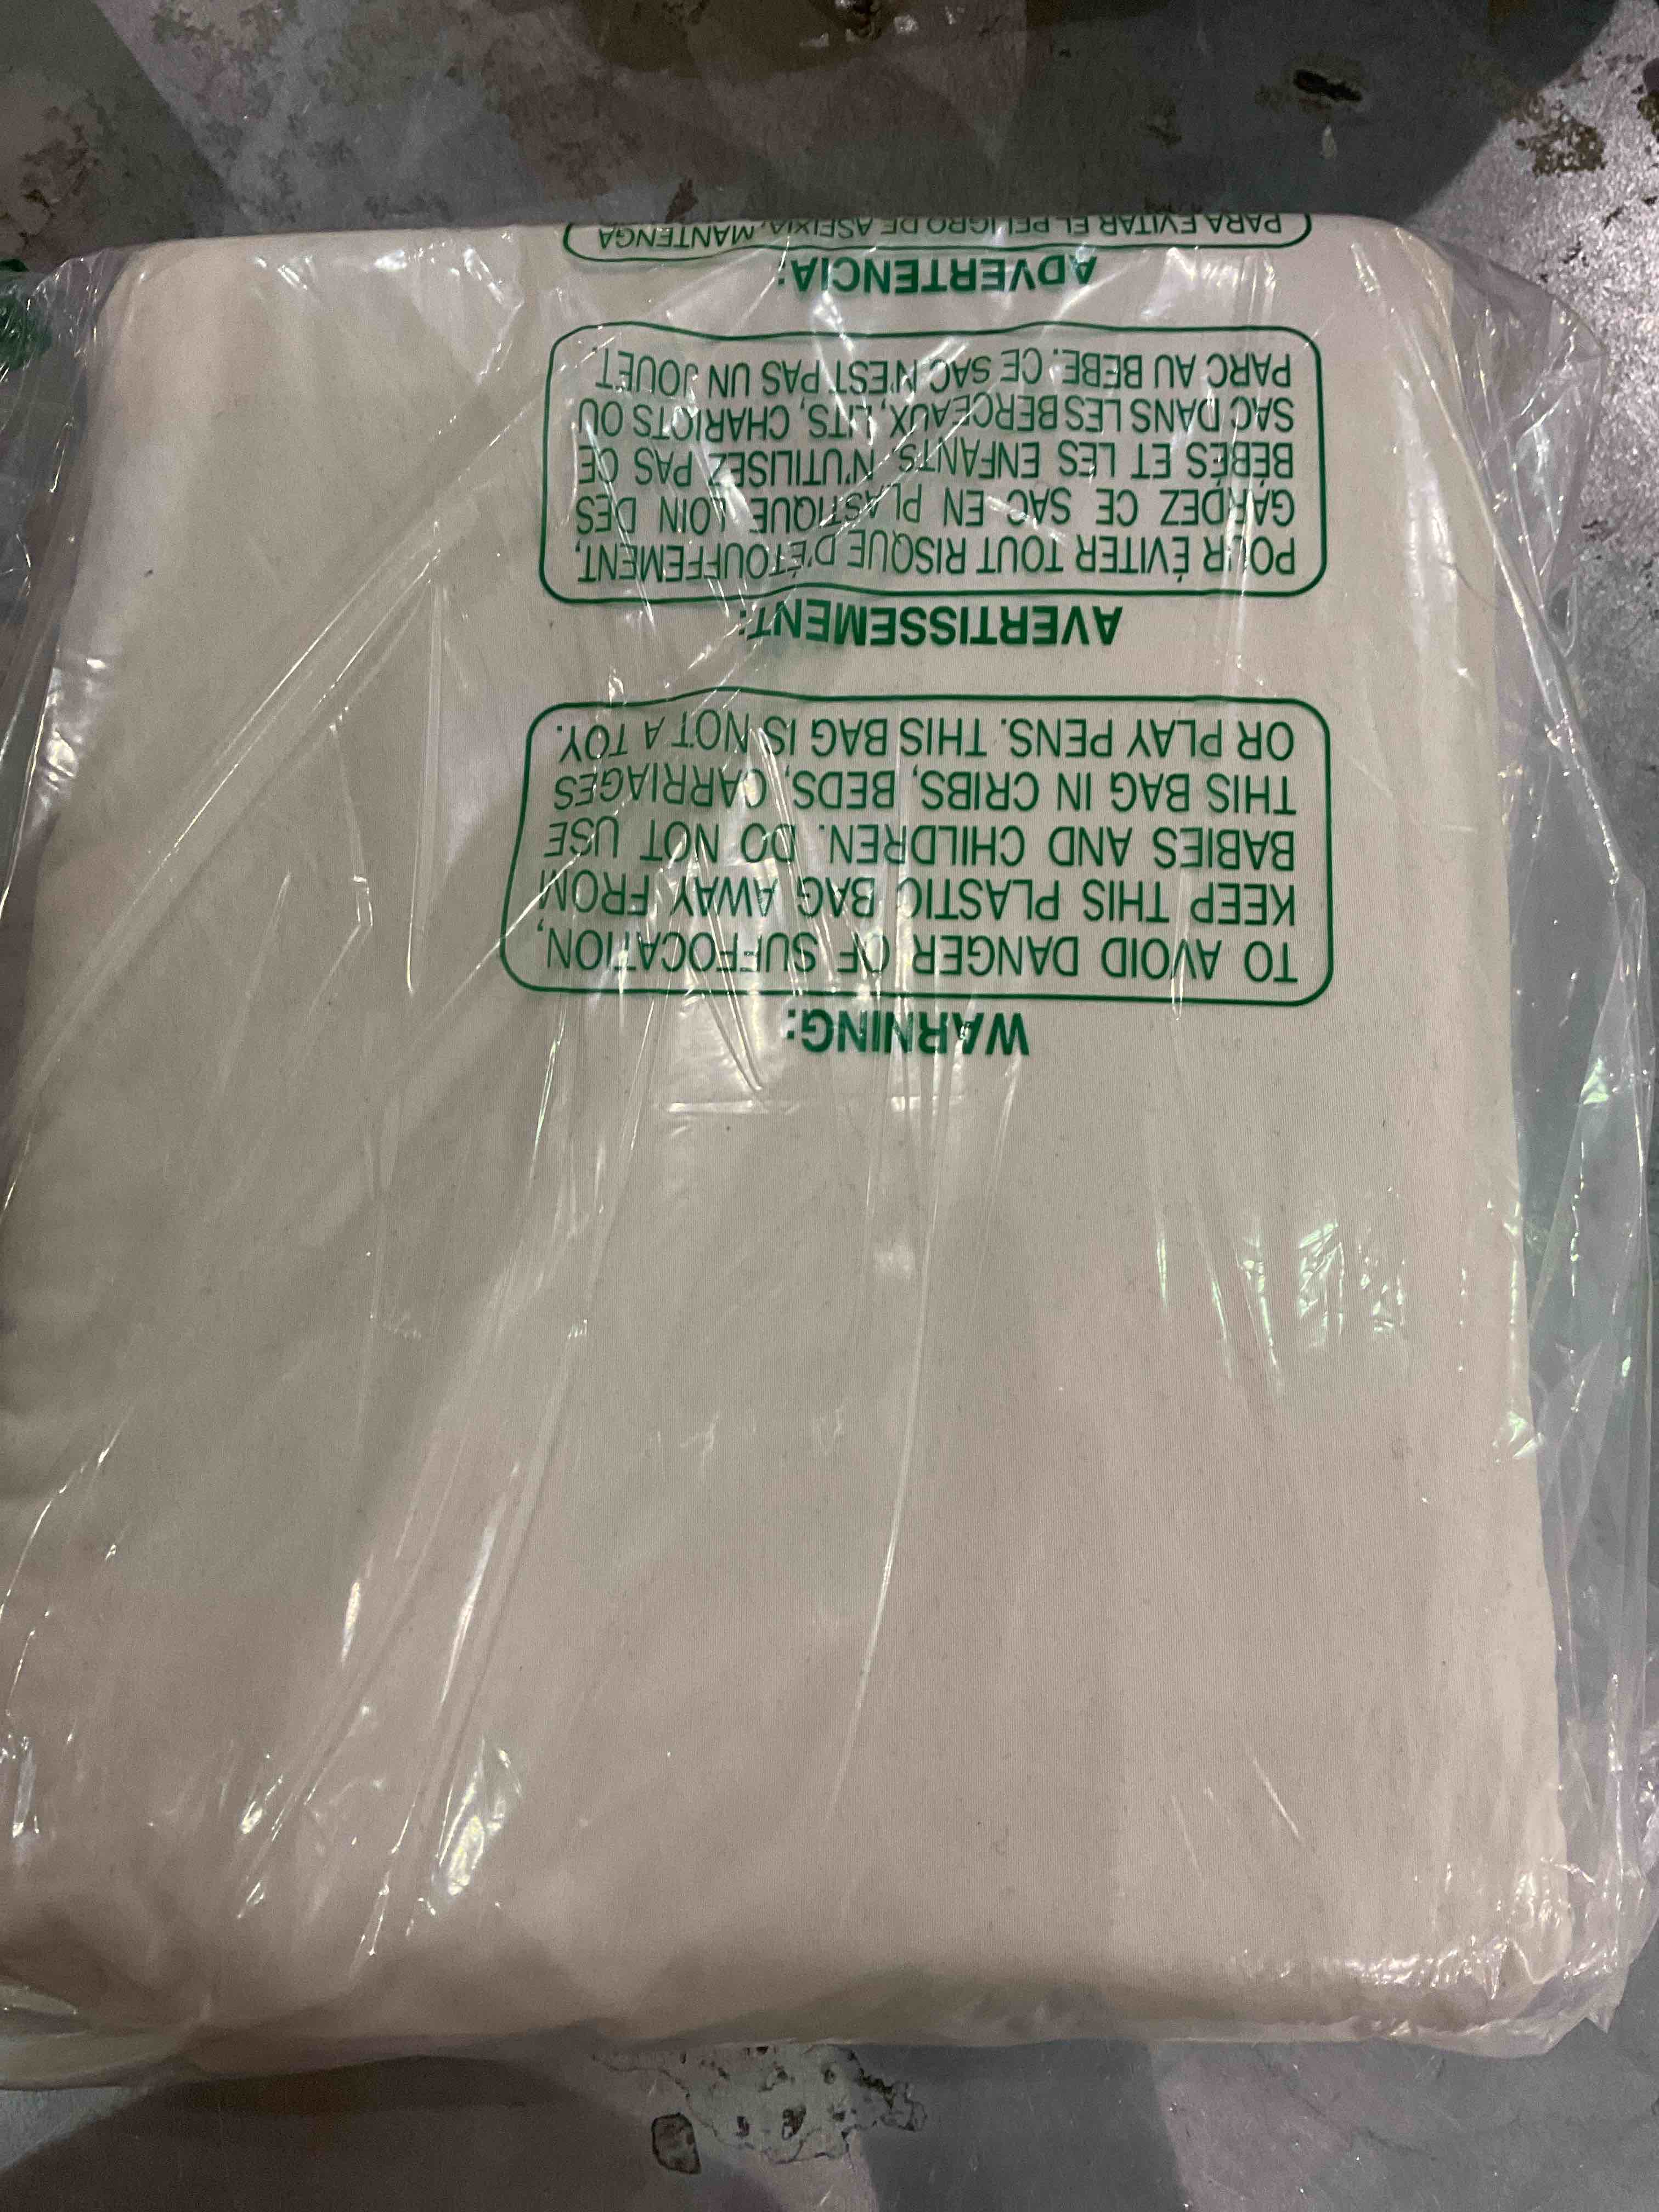 WARNING:
TO AVOID DANGER OF SUFFOCATION,
KEEP THIS PLASTIC BAG AWAY FROM
BABIES AND CHILDREN. DO NOT USE
THIS BAG IN CRIBS, BEDS, CARRIAGES
OR PLAY PENS. THIS BAG IS NOT A TOY.
AVERTISSEMENT:
POUR ÉVITER TOUT RISQUE D'ÉTOUFFEMENT,
GARDEZ CE SAC EN PLASTIQUE LOIN DES
BÉBÉS ET LES ENFANTS. N'UTILISEZ PAS CE
SAC DANS LES BERCEAUX, LITS, CHARIOTS OU
PARC AU BEBE. CE SAC N'EST PAS UN JOUET.
ADVERTENCIA:
PARA EVITAR EL PELIGRO DE ASFIXIA, MANTENGA